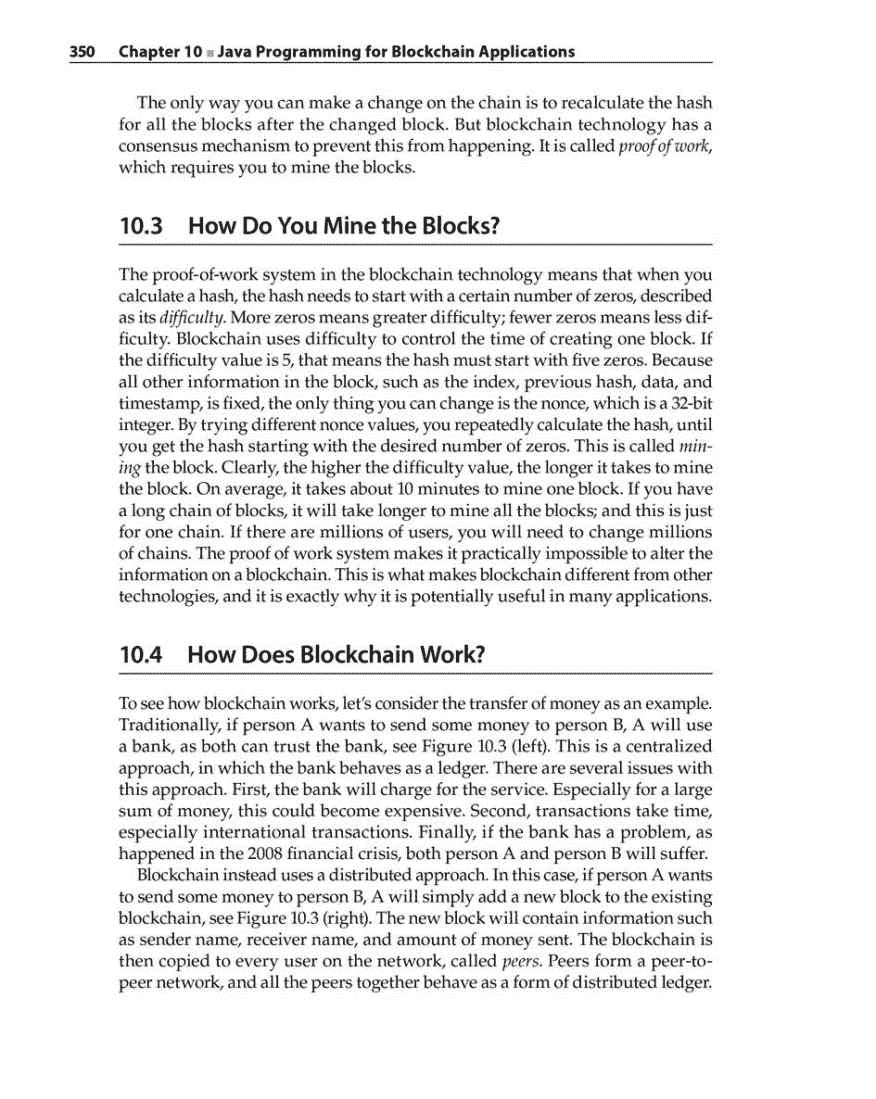 350 Chapter 10 ■ Java Programming for Blockchain Applications
The only way you can make a change on the chain is to recalculate the hash
for all the blocks after the changed block. But blockchain technology has a
consensus mechanism to prevent this from happening. It is called proof of work,
which requires you to mine the blocks.
10.3 How Do You Mine the Blocks?
The proof-of-work system in the blockchain technology means that when you
calculate a hash, the hash needs to start with a certain number of zeros, described
as its difficulty. More zeros means greater difficulty; fewer zeros means less dif-
ficulty. Blockchain uses difficulty to control the time of creating one block. If
the difficulty value is 5, that means the hash must start with five zeros. Because
all other information in the block, such as the index, previous hash, data, and
timestamp, is fixed, the only thing you can change is the nonce, which is a 32-bit
integer. By trying different nonce values, you repeatedly calculate the hash, until
you get the hash starting with the desired number of zeros. This is called min-
ing the block. Clearly, the higher the difficulty value, the longer it takes to mine
the block. On average, it takes about 10 minutes to mine one block. If you have
a long chain of blocks, it will take longer to mine all the blocks; and this is just
for one chain. If there are millions of users, you will need to change millions
of chains. The proof of work system makes it practically impossible to alter the
information on a blockchain. This is what makes blockchain different from other
technologies, and it is exactly why it is potentially useful in many applications.
10.4 How Does Blockchain Work?
To see how blockchain works, let's consider the transfer of money as an example.
Traditionally, if person A wants to send some money to person B, A will use
a bank, as both can trust the bank, see Figure 10.3 (left). This is a centralized
approach, in which the bank behaves as a ledger. There are several issues with
this approach. First, the bank will charge for the service. Especially for a large
sum of money, this could become expensive. Second, transactions take time,
especially international transactions. Finally, if the bank has a problem, as
happened in the 2008 financial crisis, both person A and person B will suffer.
Blockchain instead uses a distributed approach. In this case, if person A wants
to send some money to person B, A will simply add a new block to the existing
blockchain, see Figure 10.3 (right). The new block will contain information such
as sender name, receiver name, and amount of money sent. The blockchain is
then copied to every user on the network, called peers. Peers form a peer-to-
peer network, and all the peers together behave as a form of distributed ledger.